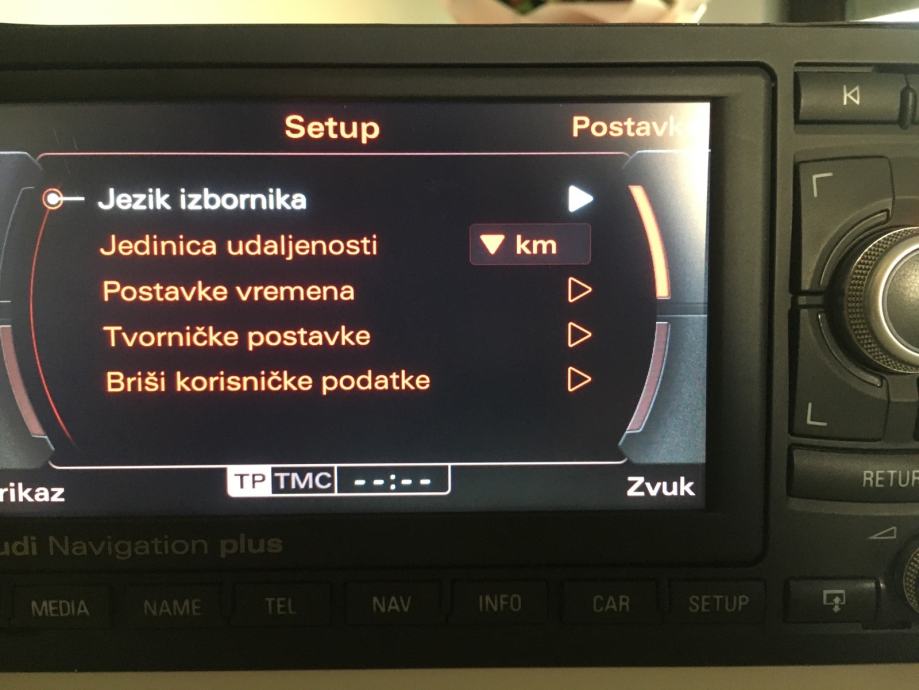 Setup
Postavk
Jezik izbornika
Jedinica udaljenosti
km
Postavke vremena
Tvorničke postavke
Briši korisničke podatke
rikaz
TP TMC --:--
Zvuk
udi Navigation plus
RETUR
MEDIA NAME TEL NAV INFO CAR SETUP